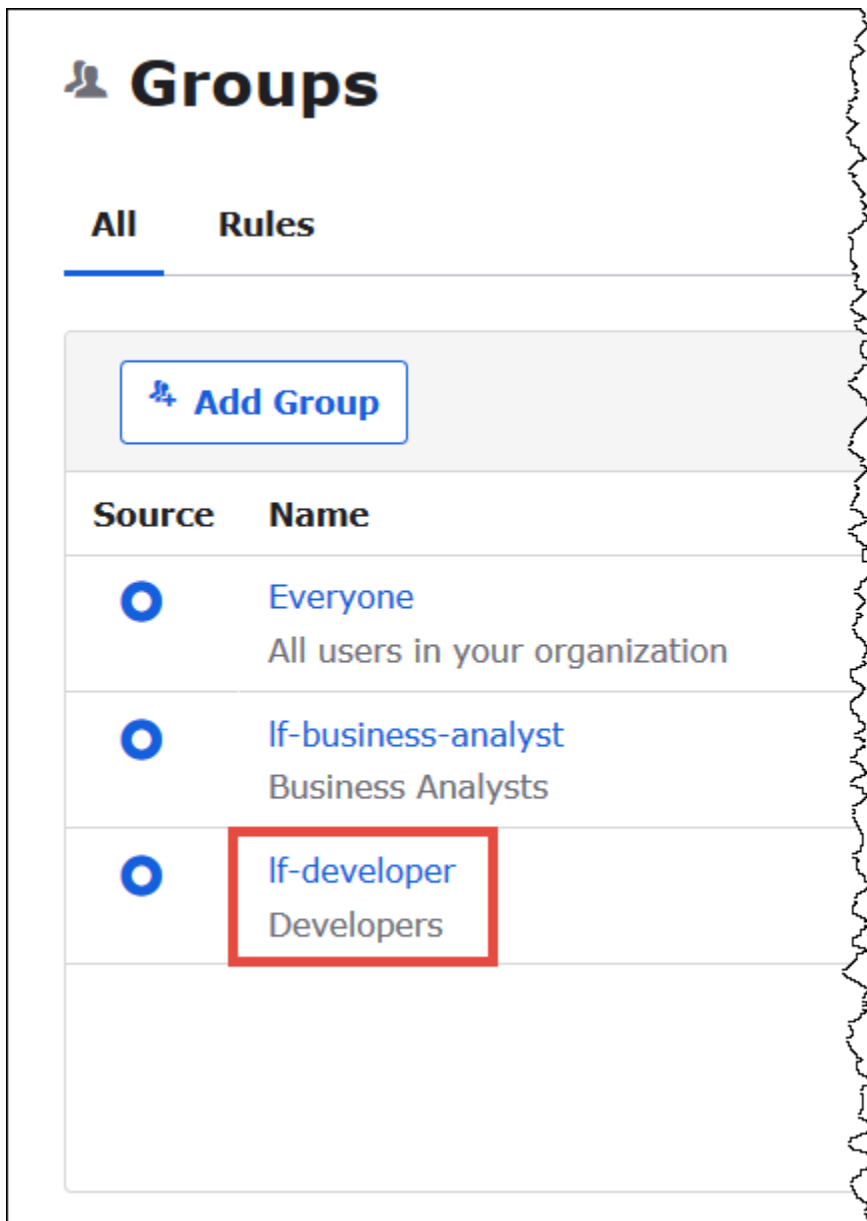 Groups
All Rules
Add Group
Source Name
Everyone
All users in your organization
lf-business-analyst
Business Analysts
lf-developer
Developers